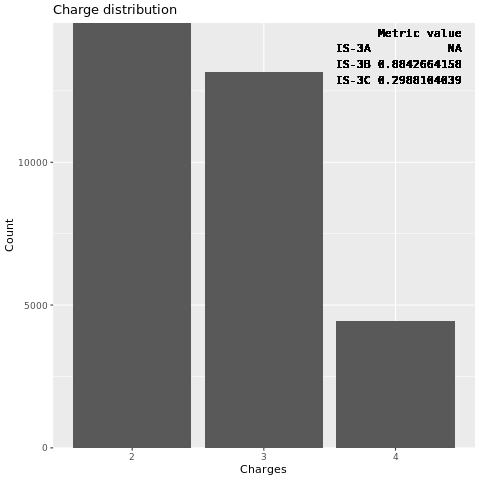 Charge distribution
Metric value
IS-3A NA
IS-3B 0.8842664158
IS-3C 0.2988104039
10000
5000
0
2 3 4
Count
Charges